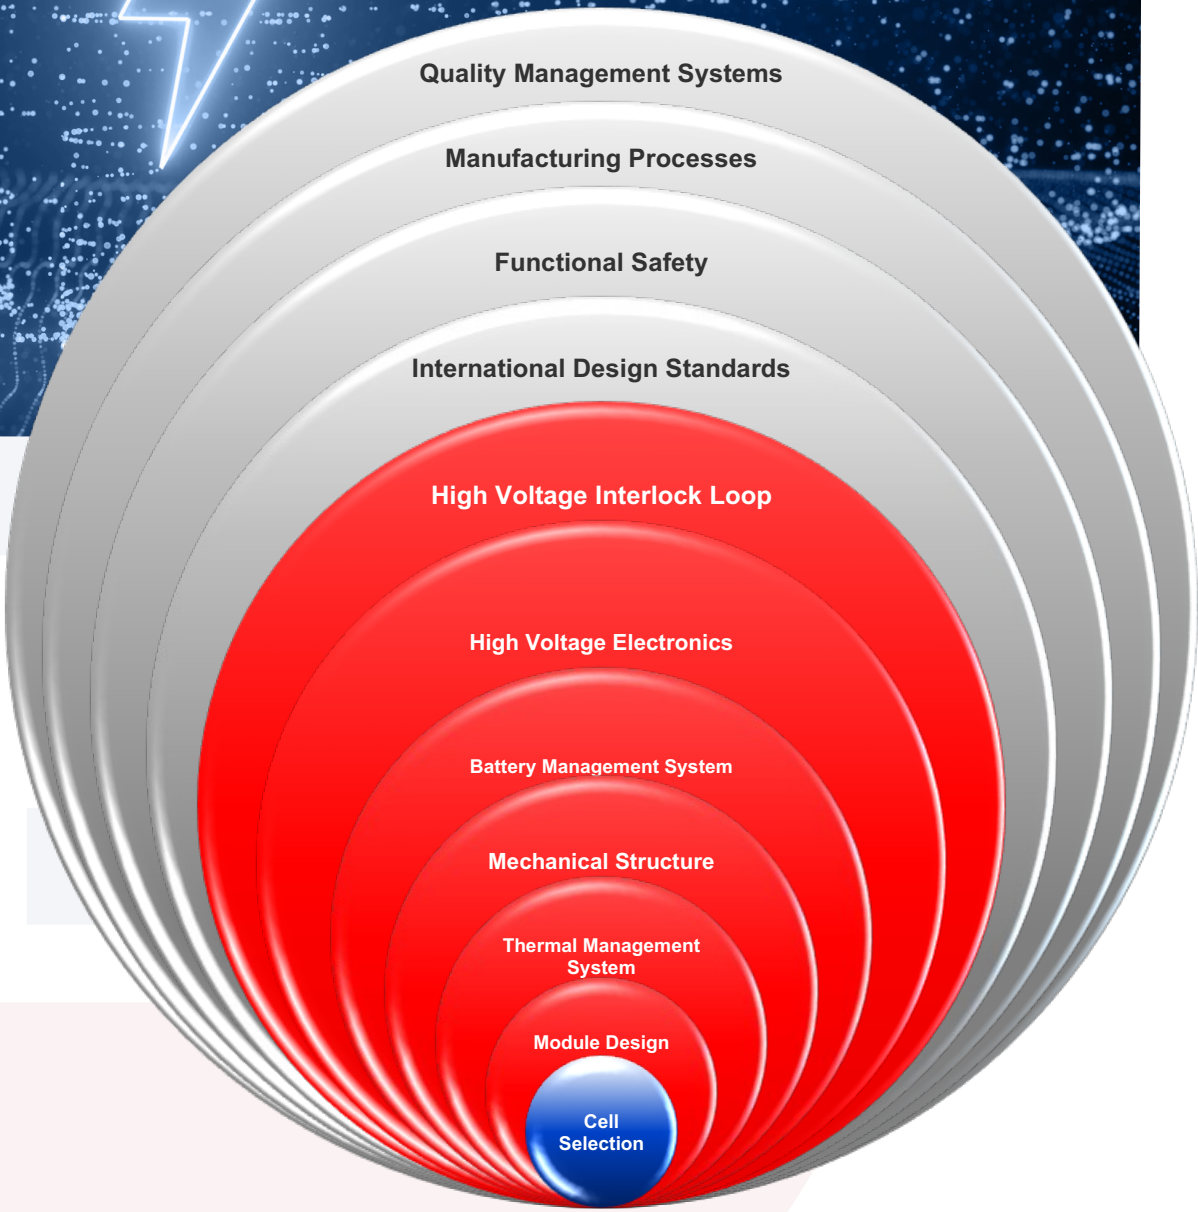 Quality Management Systems
Manufacturing Processes
Functional Safety
International Design Standards
High Voltage Interlock Loop
High Voltage Electronics
Battery Management System
Mechanical Structure
Thermal Management
System
Module Design
Cell
Selection